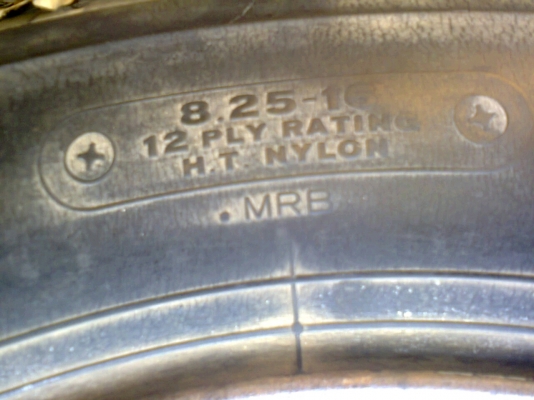 8.25-16
12 PLY RATING
H.T. NYLON
.MRB